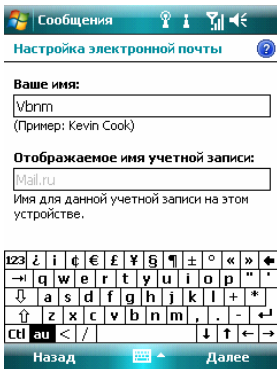 Сообщения
Настройка электронной почты ?
Ваше имя:
Vbnm
(Пример: Kevin Cook)
Отображаемое имя учетной записи:
Mail.ru
Имя для данной учетной записи на этом
устройстве.
123 ¿ ¡ ¢ € £ ¥ § ¶ ± ° « »
q w e r t y u i o p " '
a s d f g h j k l + *
z x c v b n m , . -
Ctl au < / ↓ ↑ ← →
Назад Далее